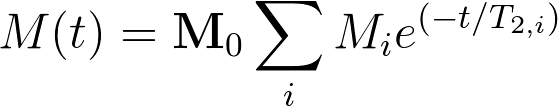 M(t) = M₀ ∑ᵢ Mᵢe^(−t/T₂,ᵢ)